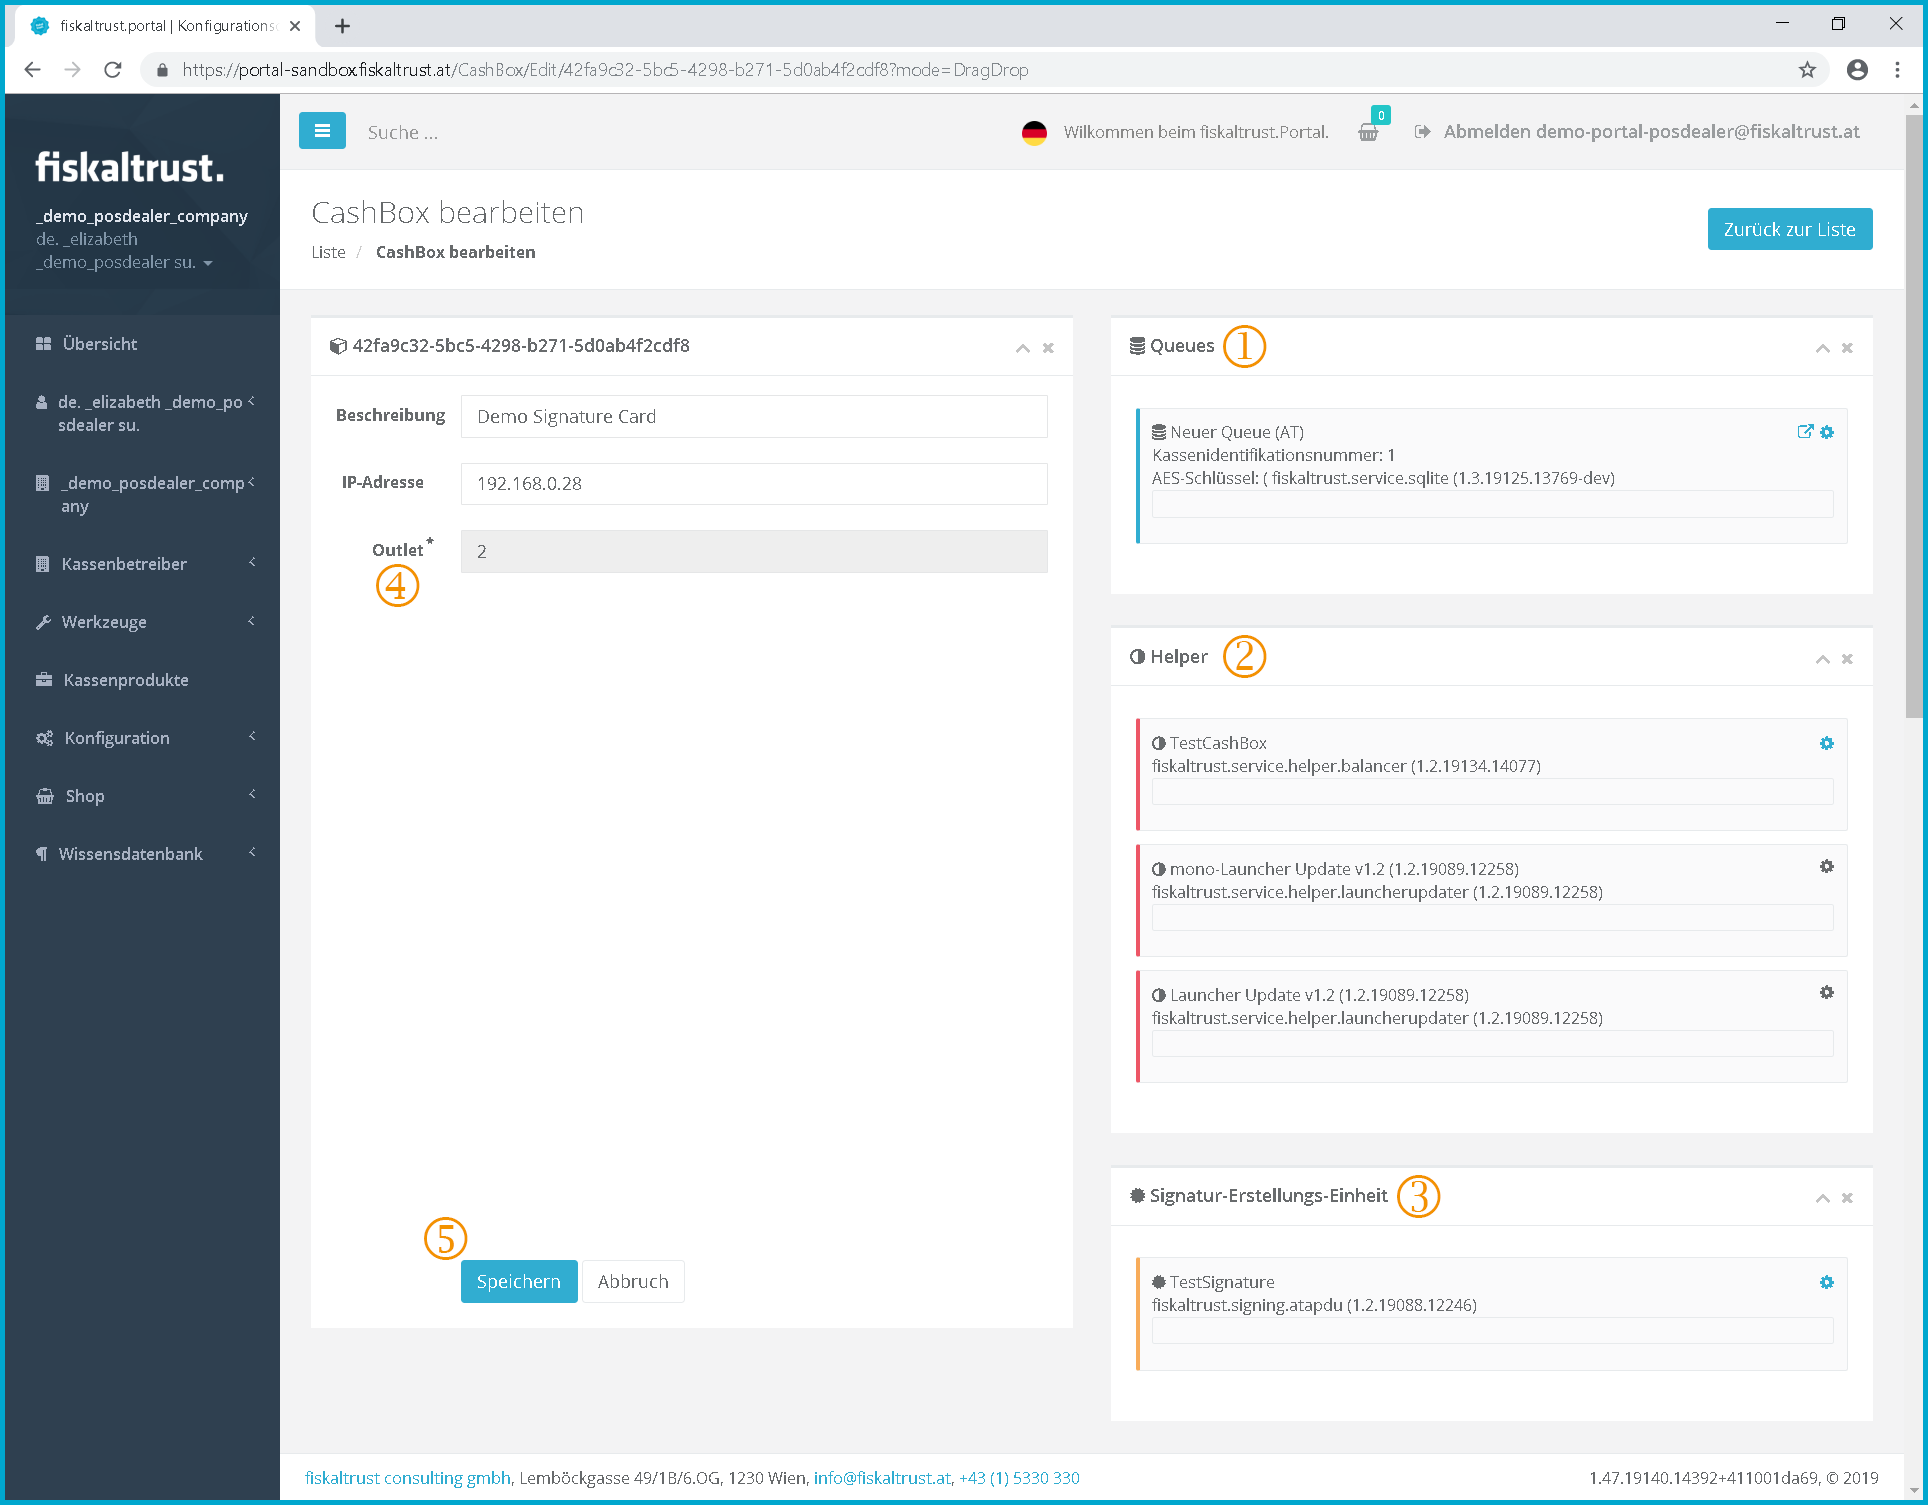 fiskaltrust.portal | Konfigurations
https://portal-sandbox.fiskaltrust.at/CashBox/Edit/42fa9c32-5bc5-4298-b271-5d0ab4f2cdf8?mode=DragDrop
fiskaltrust.
_demo_posdealer_company
de. _elizabeth
_demo_posdealer su.
Übersicht
de. _elizabeth _demo_po
sdealer su.
_demo_posdealer_comp
any
Kassenbetreiber
Werkzeuge
Kassenprodukte
Konfiguration
Shop
Wissensdatenbank
Suche ...
Wilkommen beim fiskaltrust.Portal.
0
Abmelden demo-portal-posdealer@fiskaltrust.at
CashBox bearbeiten
Liste / CashBox bearbeiten
Zurück zur Liste
42fa9c32-5bc5-4298-b271-5d0ab4f2cdf8
Beschreibung Demo Signature Card
IP-Adresse 192.168.0.28
Outlet * 2
4
5
Speichern Abbruch
Queues 1
Neuer Queue (AT)
Kassenidentifikationsnummer: 1
AES-Schlüssel: ( fiskaltrust.service.sqlite (1.3.19125.13769-dev)
Helper 2
TestCashBox
fiskaltrust.service.helper.balancer (1.2.19134.14077)
mono-Launcher Update v1.2 (1.2.19089.12258)
fiskaltrust.service.helper.launcherupdater (1.2.19089.12258)
Launcher Update v1.2 (1.2.19089.12258)
fiskaltrust.service.helper.launcherupdater (1.2.19089.12258)
Signatur-Erstellungs-Einheit 3
TestSignature
fiskaltrust.signing.atapdu (1.2.19088.12246)
fiskaltrust consulting gmbh, Lemböckgasse 49/1B/6.OG, 1230 Wien, info@fiskaltrust.at, +43 (1) 5330 330
1.47.19140.14392+411001da69, © 2019